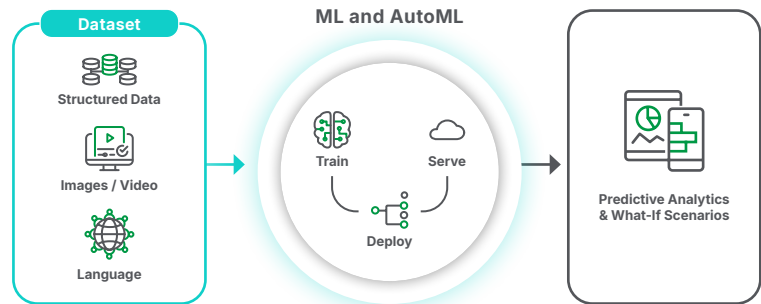 Dataset
Structured Data
Images / Video
Language
ML and AutoML
Train
Serve
Deploy
Predictive Analytics
& What-If Scenarios